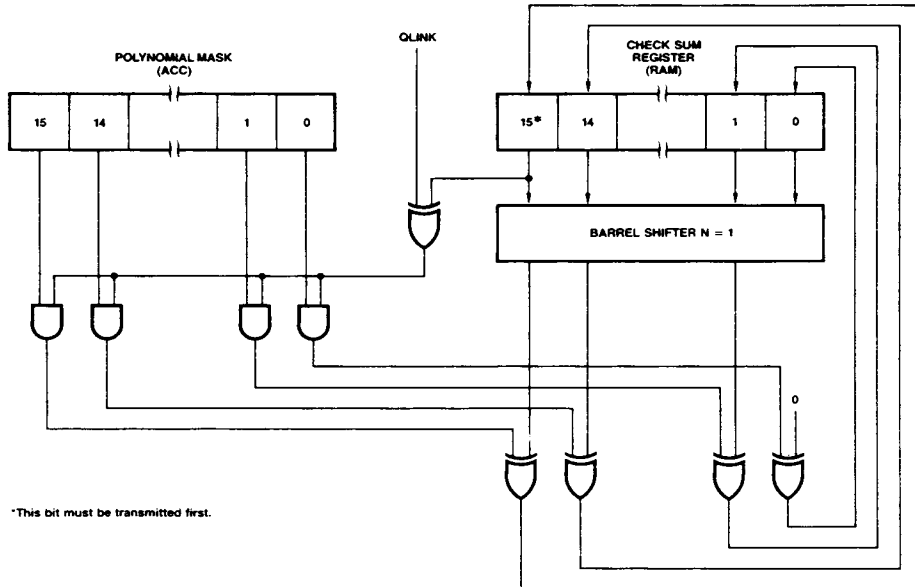 QLINK
POLYNOMIAL MASK
(ACC)
CHECK SUM
REGISTER
(RAM)
15 14 1 0
15* 14 1 0
BARREL SHIFTER N = 1
0
*This bit must be transmitted first.